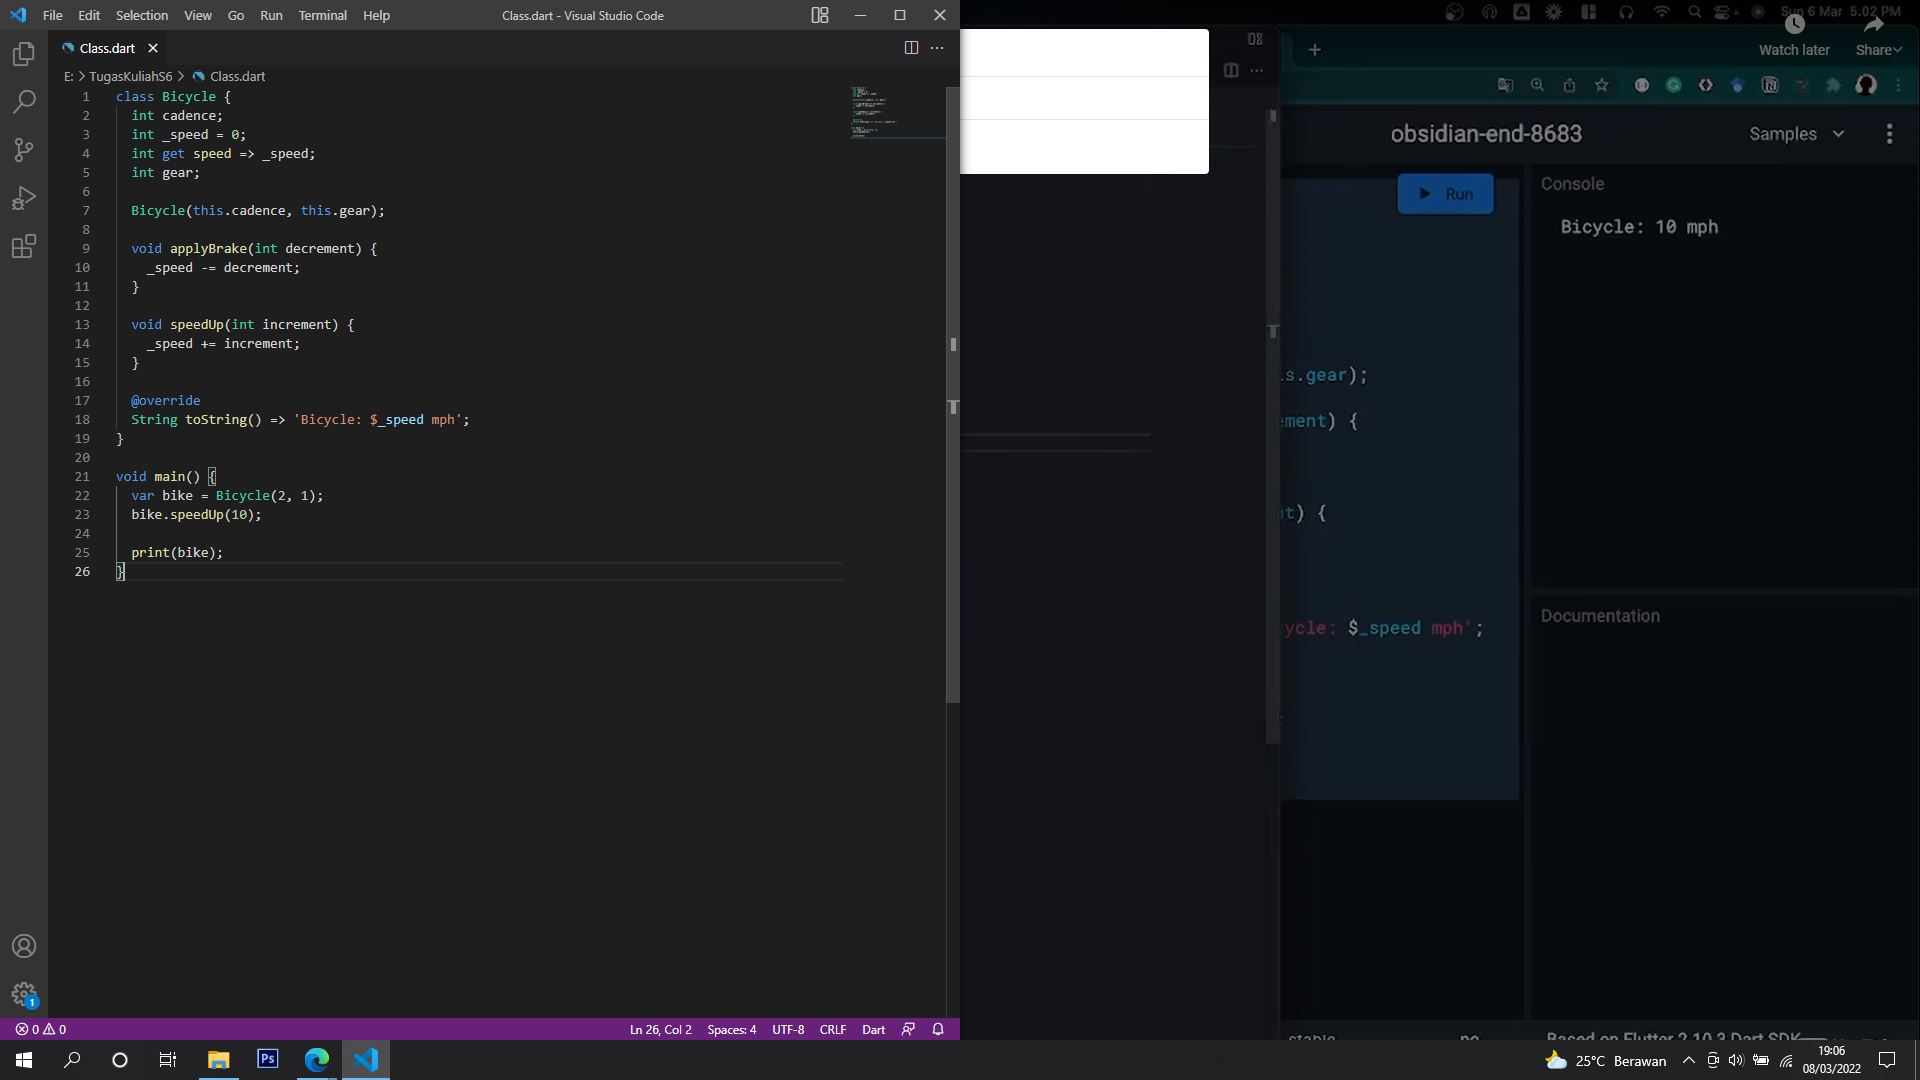 File Edit Selection View Go Run Terminal Help
Class.dart - Visual Studio Code
Class.dart
E: > TugasKuliahS6 > Class.dart
1 class Bicycle {
2 int cadence;
3 int _speed = 0;
4 int get speed => _speed;
5 int gear;
6
7 Bicycle(this.cadence, this.gear);
8
9 void applyBrake(int decrement) {
10 _speed -= decrement;
11 }
12
13 void speedUp(int increment) {
14 _speed += increment;
15 }
16
17 @override
18 String toString() => 'Bicycle: $_speed mph';
19 }
20
21 void main() {
22 var bike = Bicycle(2, 1);
23 bike.speedUp(10);
24
25 print(bike);
26 }
0 0
Ln 26, Col 2 Spaces: 4 UTF-8 CRLF Dart
1
Sun 6 Mar 5.02 PM
Watch later Share
obsidian-end-8683 Samples
Run
Console
Bicycle: 10 mph
s.gear);
ement) {
nt) {
ycle: $_speed mph';
Documentation
stable
Based on Flutter 2.10.3 Dart SDK
Ps
25°C Berawan
19:06
08/03/2022